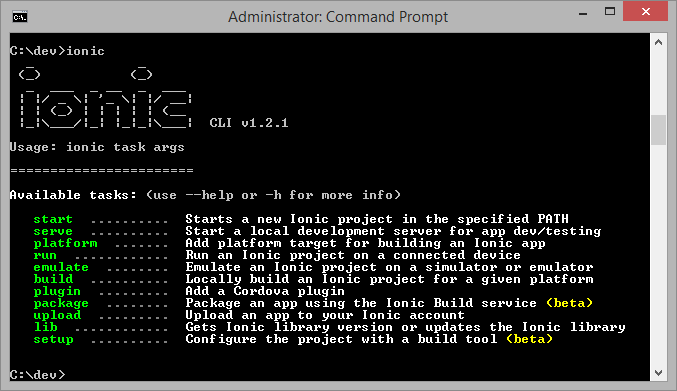 Administrator: Command Prompt
C:\dev>ionic
ionic CLI v1.2.1
Usage: ionic task args
=======================
Available tasks: (use --help or -h for more info)
start .......... Starts a new Ionic project in the specified PATH
serve .......... Start a local development server for app dev/testing
platform ....... Add platform target for building an Ionic app
run ............ Run an Ionic project on a connected device
emulate ........ Emulate an Ionic project on a simulator or emulator
build .......... Locally build an Ionic project for a given platform
plugin ......... Add a Cordova plugin
package ........ Package an app using the Ionic Build service (beta)
upload ......... Upload an app to your Ionic account
lib ............ Gets Ionic library version or updates the Ionic library
setup .......... Configure the project with a build tool (beta)
C:\dev>